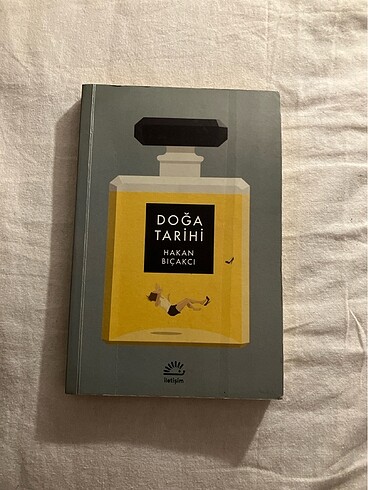 DOĞA
TARİHİ
HAKAN
BIÇAKCI
iletişim